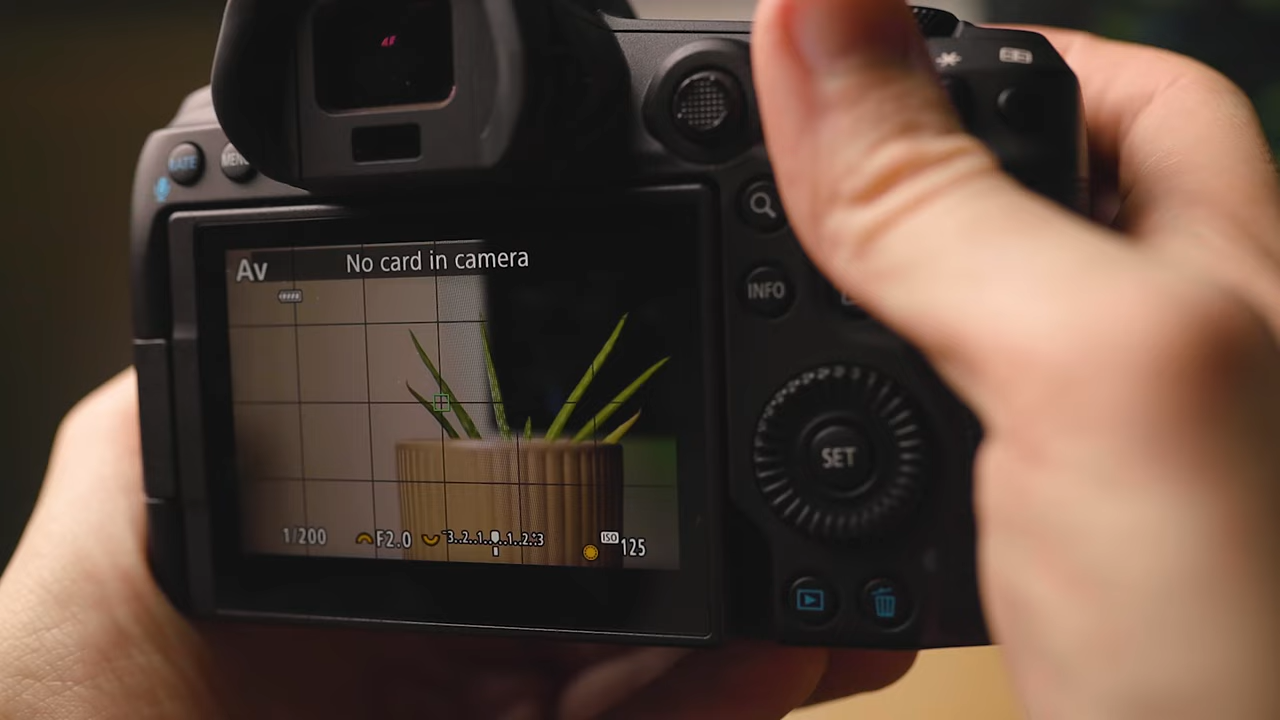 RATE
MENU
Av
No card in camera
INFO
SET
1/200
F2.0
-3..2..1..0..1..2..+3
ISO
125